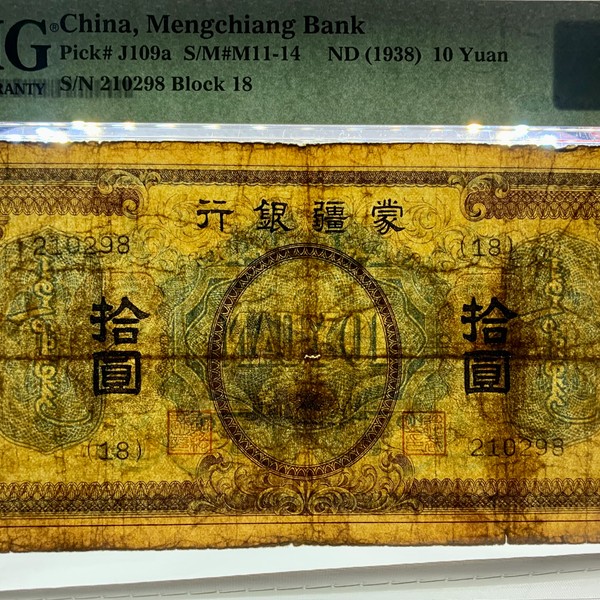 China, Mengchiang Bank
Pick# J109a S/M#M11-14 ND (1938) 10 Yuan
S/N 210298 Block 18
行銀疆蒙
210298
(18)
拾圓
拾圓
(18)
210298